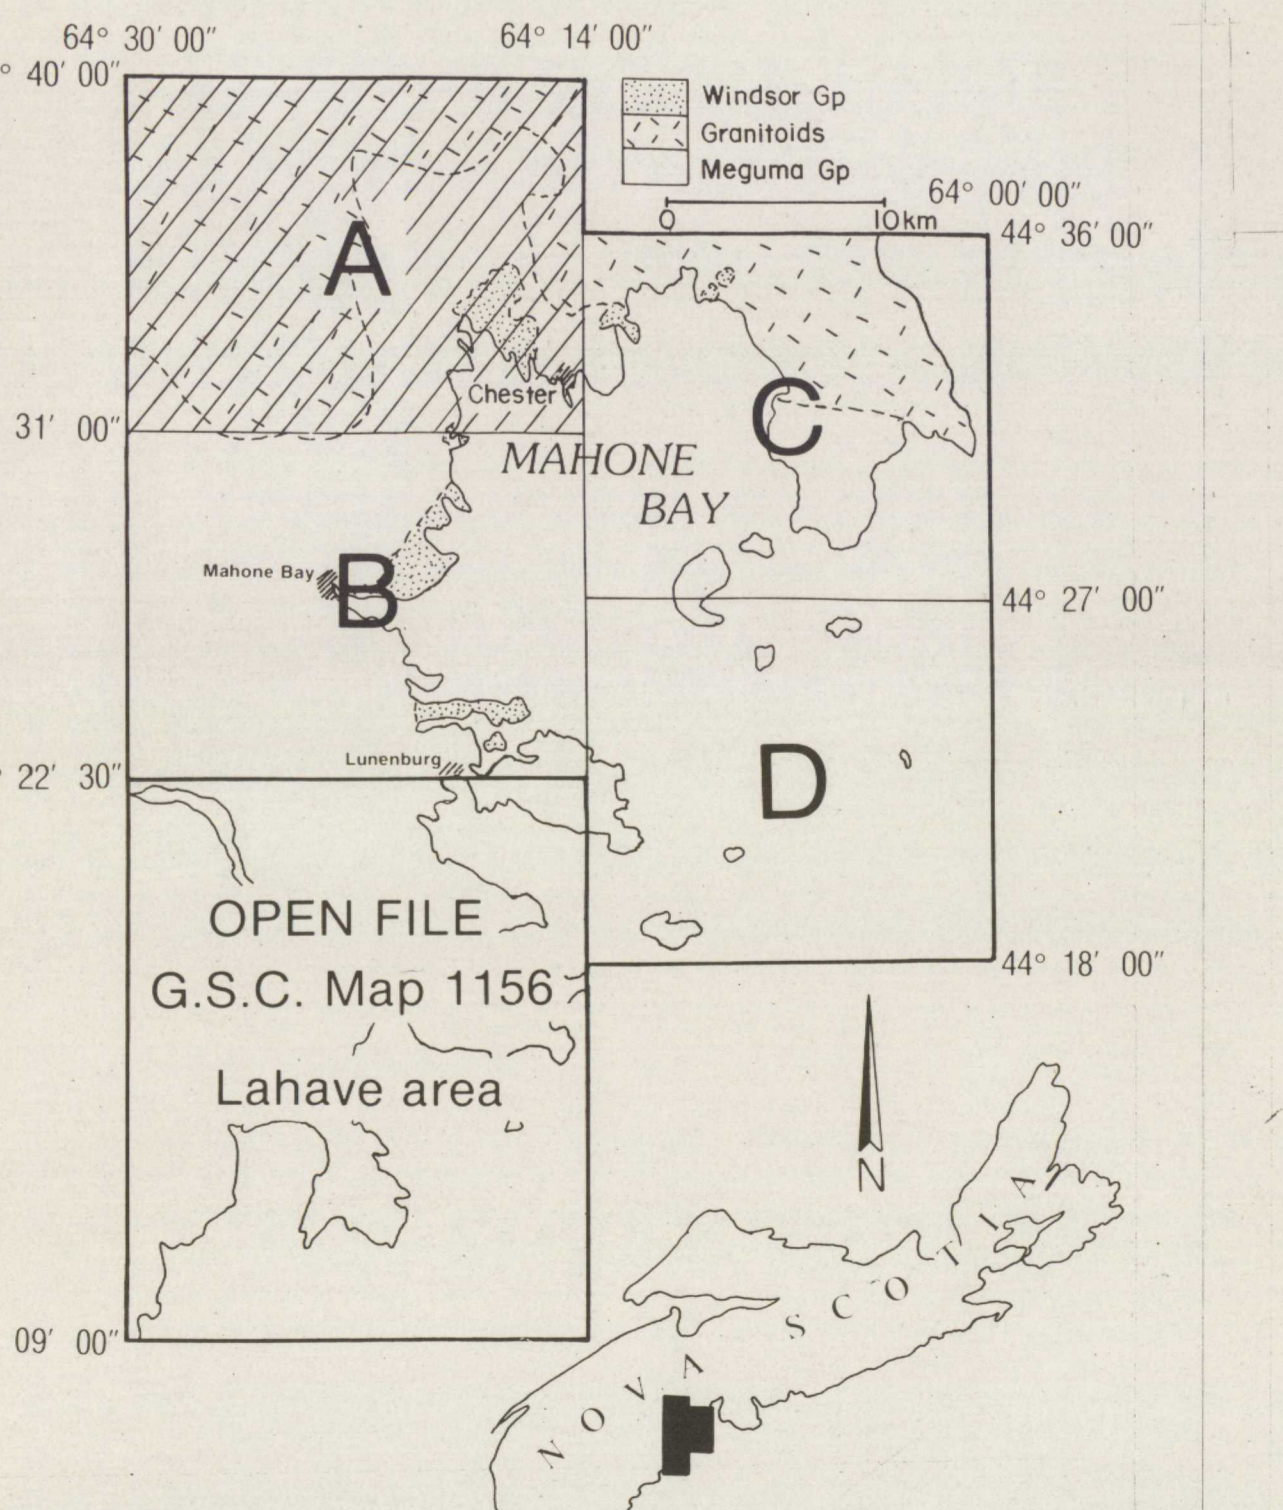 64° 30' 00"
64° 14' 00"
° 40' 00"
Windsor Gp
Granitoids
Meguma Gp
64° 00' 00"
0 10km
44° 36' 00"
A
Chester
C
31' 00"
MAHONE
BAY
Mahone Bay
B
44° 27' 00"
Lunenburg
D
° 22' 30"
OPEN FILE
G.S.C. Map 1156
Lahave area
44° 18' 00"
N
09' 00"
NOVA SCOTIA